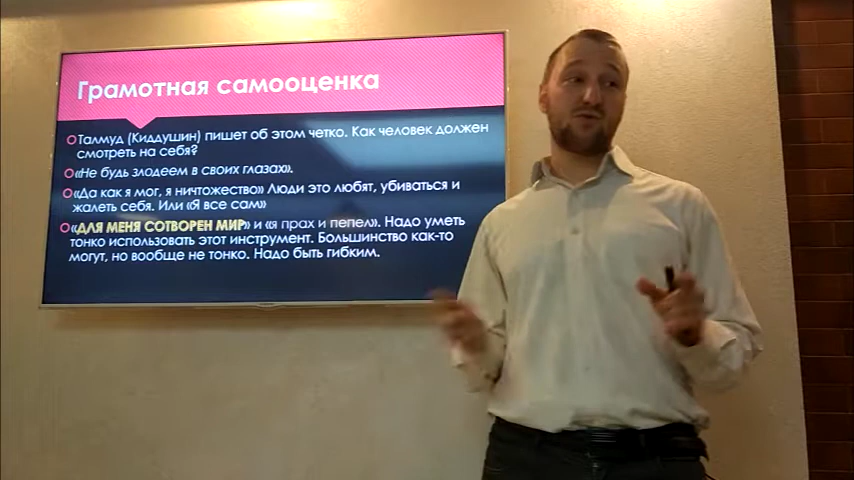 Грамотная самооценка
Талмуд (Киддушин) пишет об этом четко. Как человек должен
смотреть на себя?
«Не будь злодеем в своих глазах».
«Да как я мог, я ничтожество» Люди это любят, убиваться и
жалеть себя. Или «Я все сам»
«ДЛЯ МЕНЯ СОТВОРЕН МИР» и «я прах и пепел». Надо уметь
тонко использовать этот инструмент. Большинство как-то
могут, но вообще не тонко. Надо быть гибким.